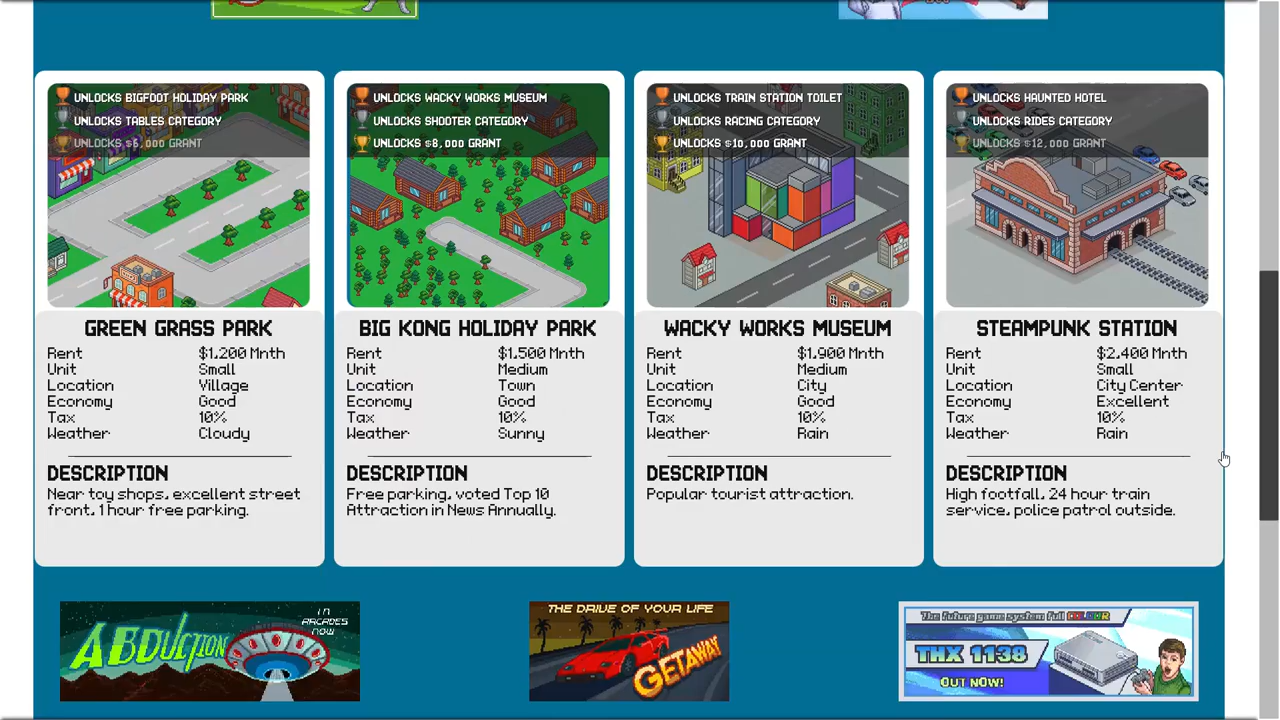 UNLOCKS BIGFOOT HOLIDAY PARK
UNLOCKS TABLES CATEGORY
UNLOCKS $6,000 GRANT
GREEN GRASS PARK
Rent $1,200 Mnth
Unit Small
Location Village
Economy Good
Tax 10%
Weather Cloudy
DESCRIPTION
Near toy shops, excellent street
front, 1 hour free parking.
UNLOCKS WACKY WORKS MUSEUM
UNLOCKS SHOOTER CATEGORY
UNLOCKS $8,000 GRANT
BIG KONG HOLIDAY PARK
Rent $1,500 Mnth
Unit Medium
Location Town
Economy Good
Tax 10%
Weather Sunny
DESCRIPTION
Free parking, voted Top 10
Attraction in News Annually.
UNLOCKS TRAIN STATION TOILET
UNLOCKS RACING CATEGORY
UNLOCKS $10,000 GRANT
WACKY WORKS MUSEUM
Rent $1,900 Mnth
Unit Medium
Location City
Economy Good
Tax 10%
Weather Rain
DESCRIPTION
Popular tourist attraction.
UNLOCKS HAUNTED HOTEL
UNLOCKS RIDES CATEGORY
UNLOCKS $12,000 GRANT
STEAMPUNK STATION
Rent $2,400 Mnth
Unit Small
Location City Center
Economy Excellent
Tax 10%
Weather Rain
DESCRIPTION
High footfall, 24 hour train
service, police patrol outside.
ABDUCTION
IN
ARCADES
NOW
THE DRIVE OF YOUR LIFE
GETAWAY
The future game system full COLOUR
THX 1138
OUT NOW!